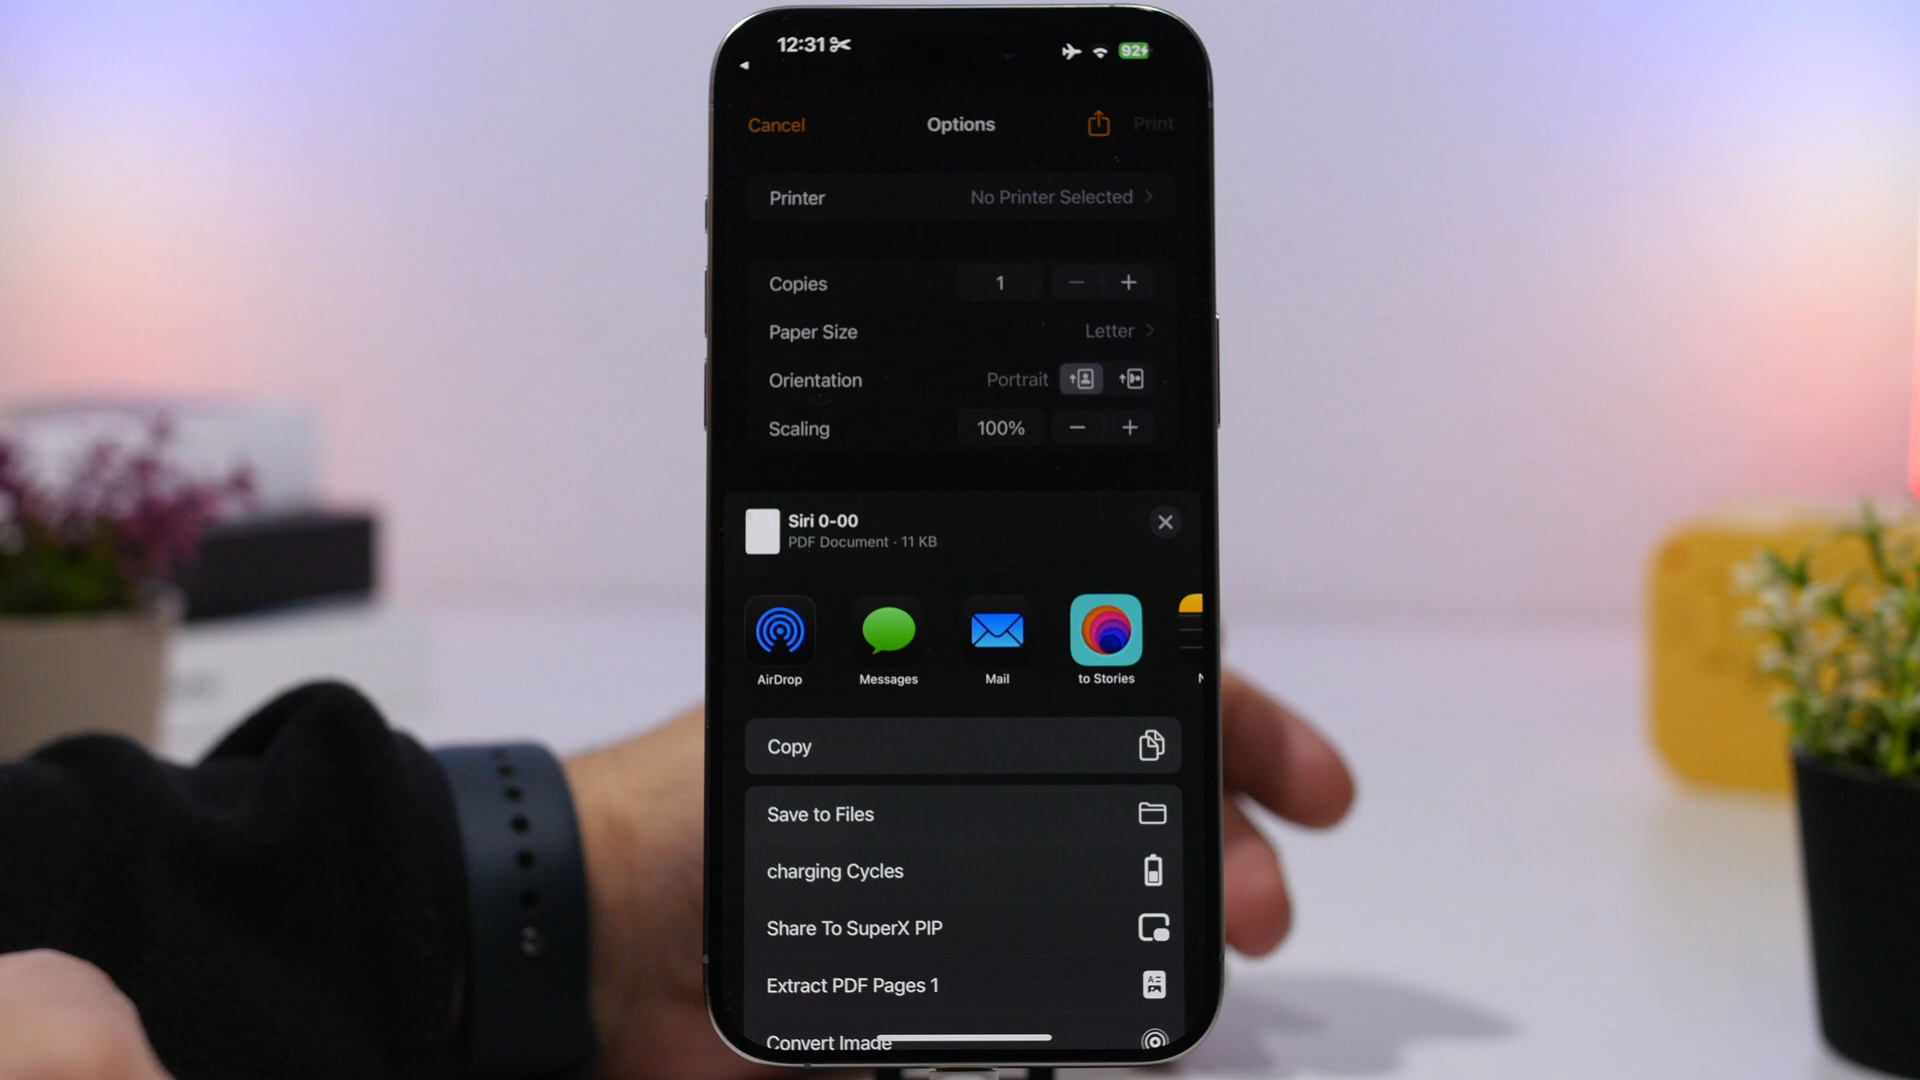 12:31
92
Cancel
Options
Print
Printer
No Printer Selected
Copies
1
Paper Size
Letter
Orientation
Portrait
Scaling
100%
Siri 0-00
PDF Document · 11 KB
AirDrop
Messages
Mail
to Stories
Copy
Save to Files
charging Cycles
Share To SuperX PIP
Extract PDF Pages 1
Convert Image